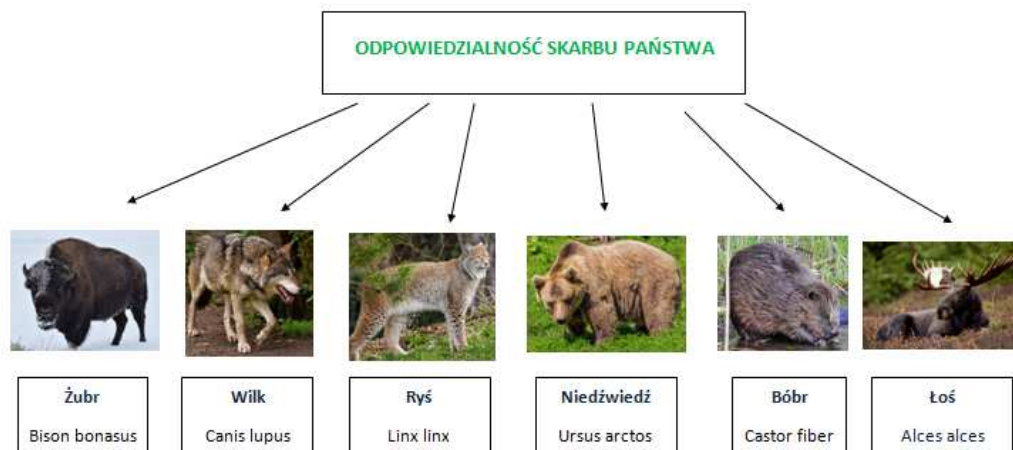 ODPOWIEDZIALNOŚĆ SKARBU PAŃSTWA
Żubr
Bison bonasus
Wilk
Canis lupus
Ryś
Linx linx
Niedźwiedź
Ursus arctos
Bóbr
Castor fiber
Łoś
Alces alces